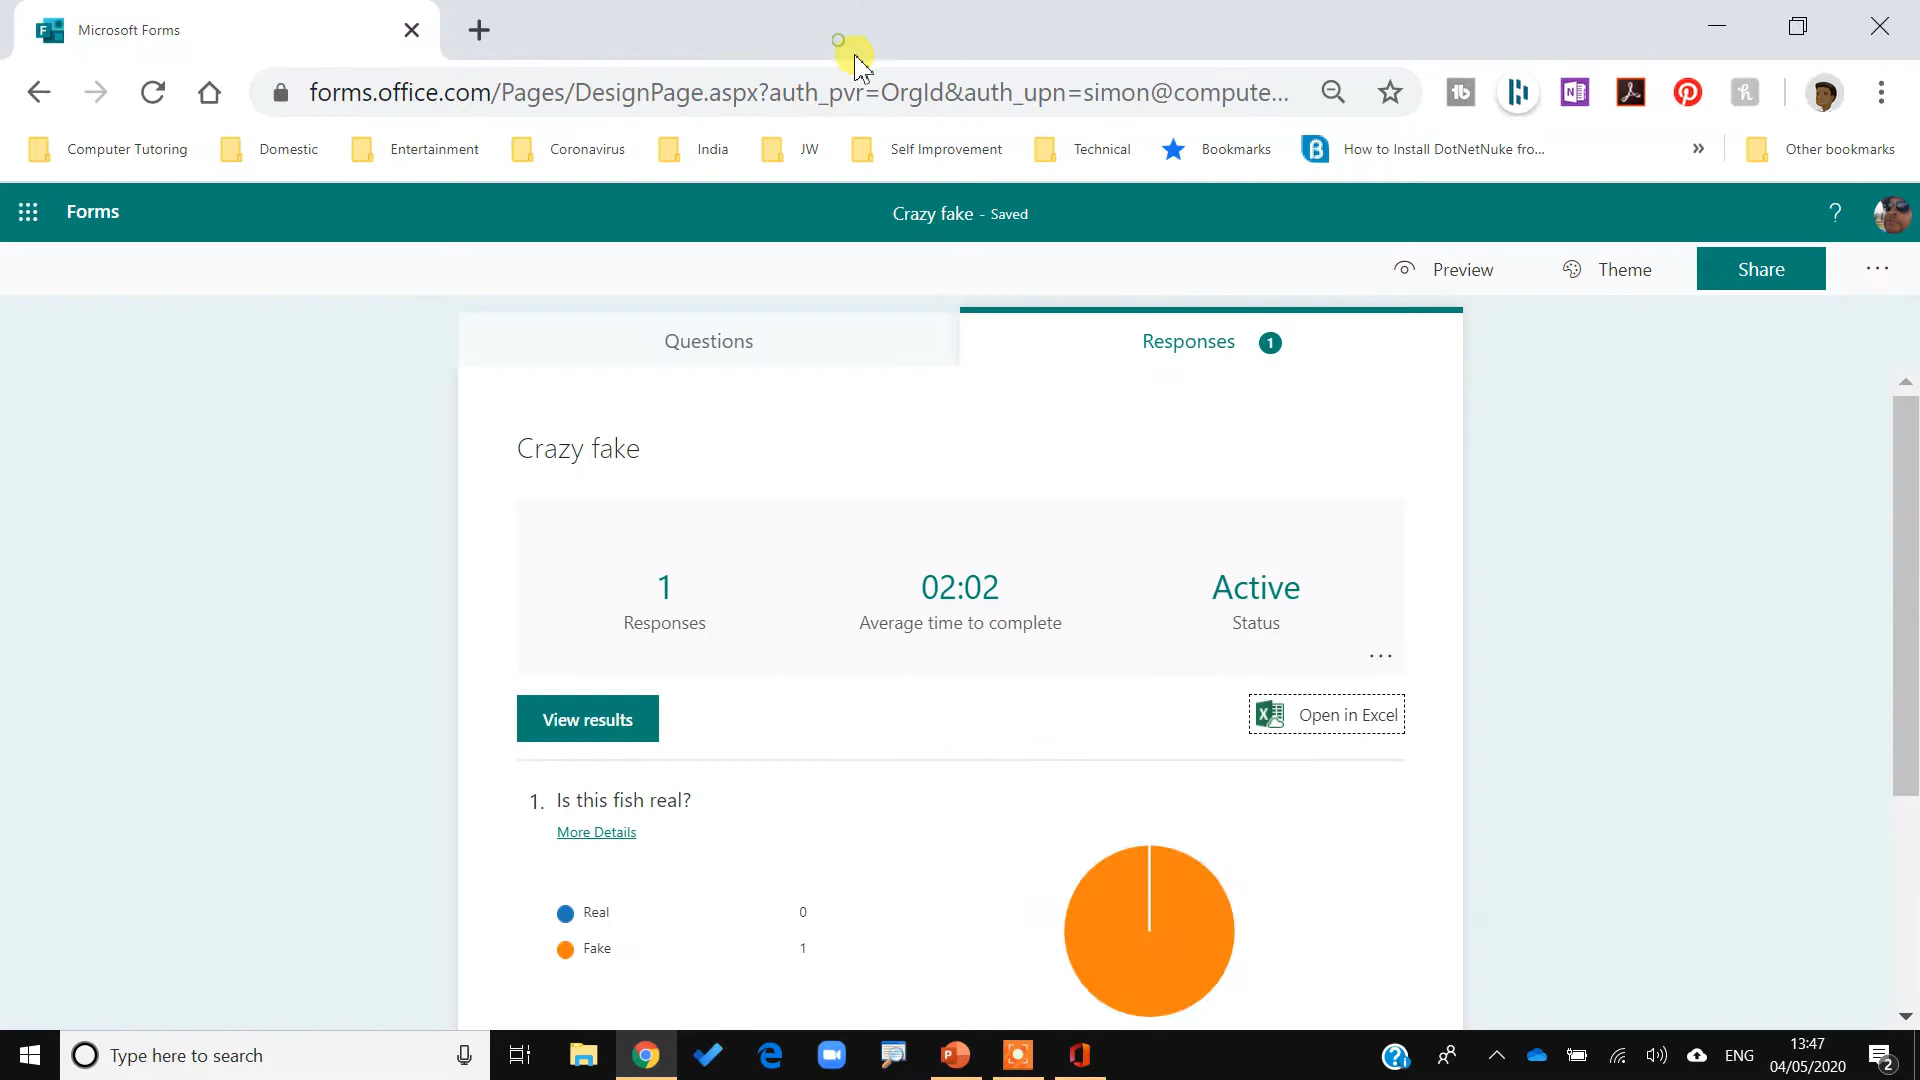 Microsoft Forms
forms.office.com/Pages/DesignPage.aspx?auth_pvr=OrgId&auth_upn=simon@compute...
Computer Tutoring Domestic Entertainment Coronavirus India JW Self Improvement Technical Bookmarks How to Install DotNetNuke fro... » Other bookmarks
Forms Crazy fake - Saved ?
Preview Theme Share ...
Questions Responses 1
Crazy fake
1 02:02 Active
Responses Average time to complete Status
...
View results Open in Excel
1. Is this fish real?
More Details
Real 0
Fake 1
Type here to search ENG 13:47
04/05/2020 2